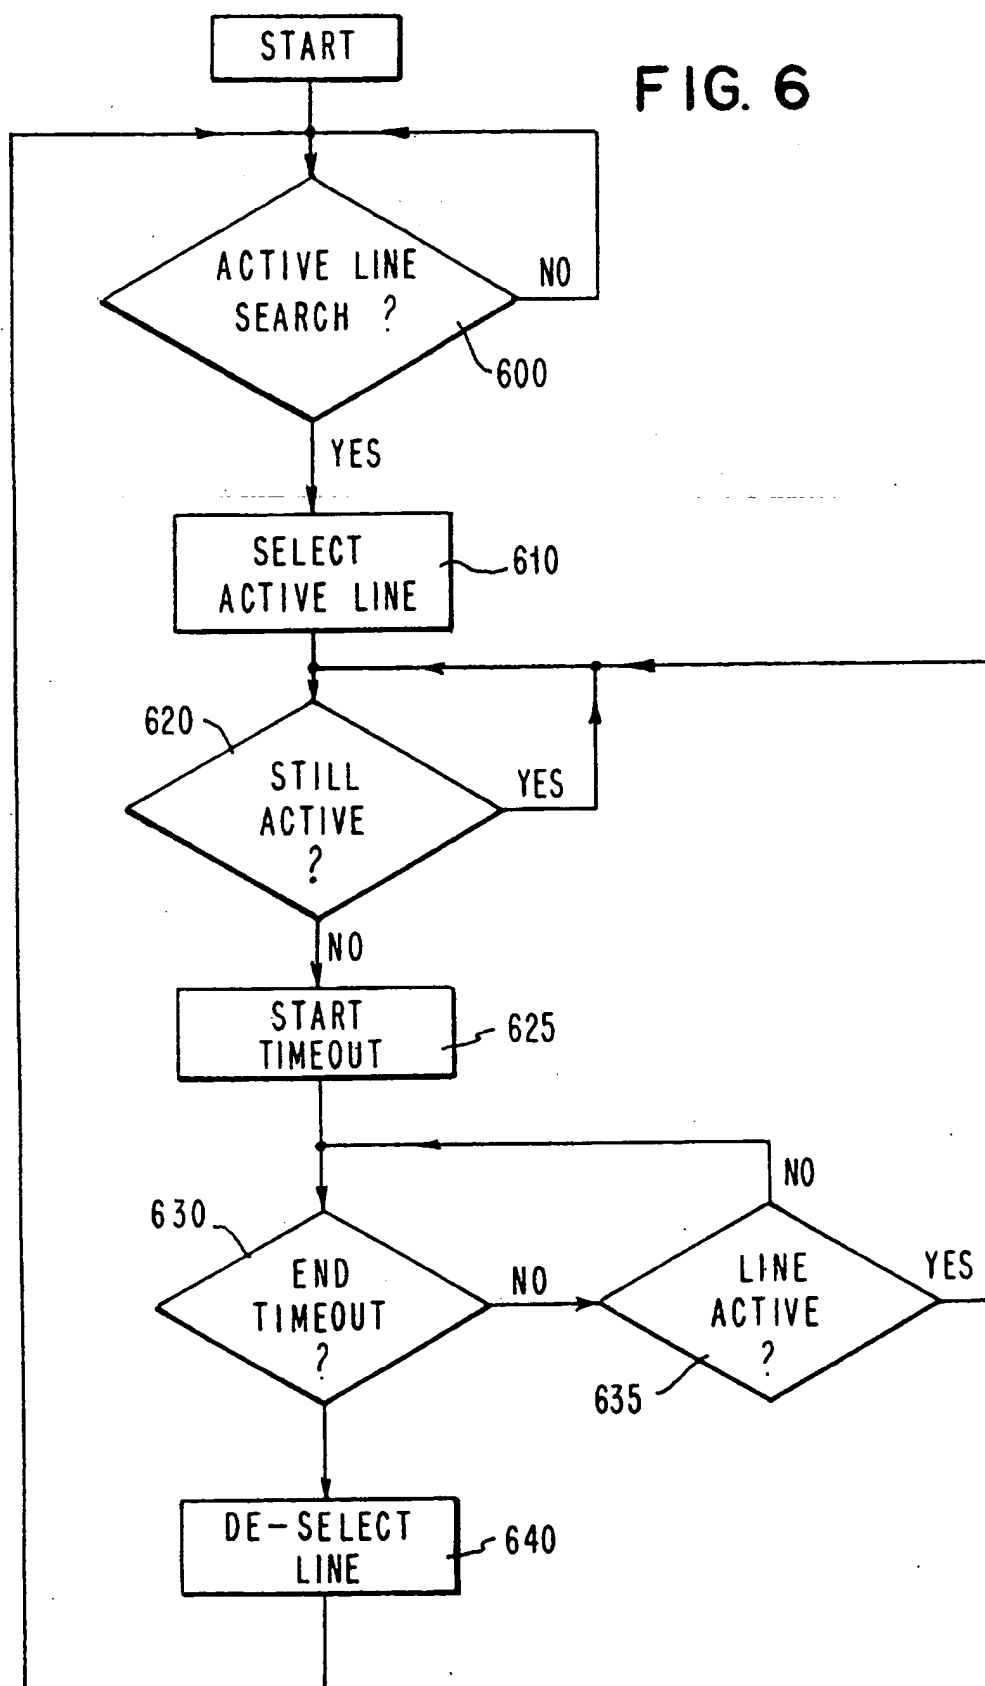 START
FIG. 6
ACTIVE LINE
SEARCH ?
NO
600
YES
SELECT
ACTIVE LINE
610
620
STILL
ACTIVE
?
YES
NO
START
TIMEOUT
625
630
END
TIMEOUT
?
NO
NO
LINE
ACTIVE
?
YES
635
DE-SELECT
LINE
640